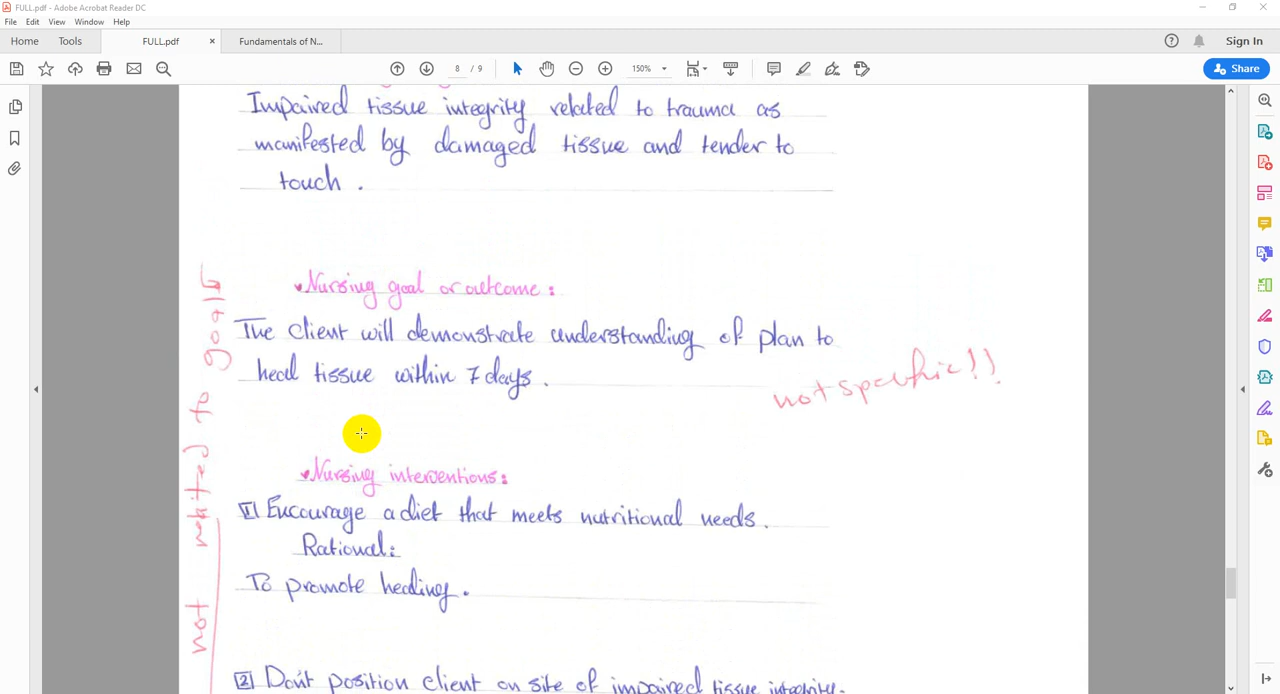 FULL.pdf - Adobe Acrobat Reader DC
File Edit View Window Help
Home Tools FULL.pdf × Fundamentals of N... Sign In
8 / 9 150% Share
Impaired tissue integrity related to trauma as
manifested by damaged tissue and tender to
touch.
Nursing goal or outcome:
The client will demonstrate understanding of plan to
heal tissue within 7 days.
not specific!!
not related to goal
Nursing interventions:
1 Encourage a diet that meets nutritional needs.
Rational:
To promote healing.
2 Don't position client on site of impaired tissue integrity.